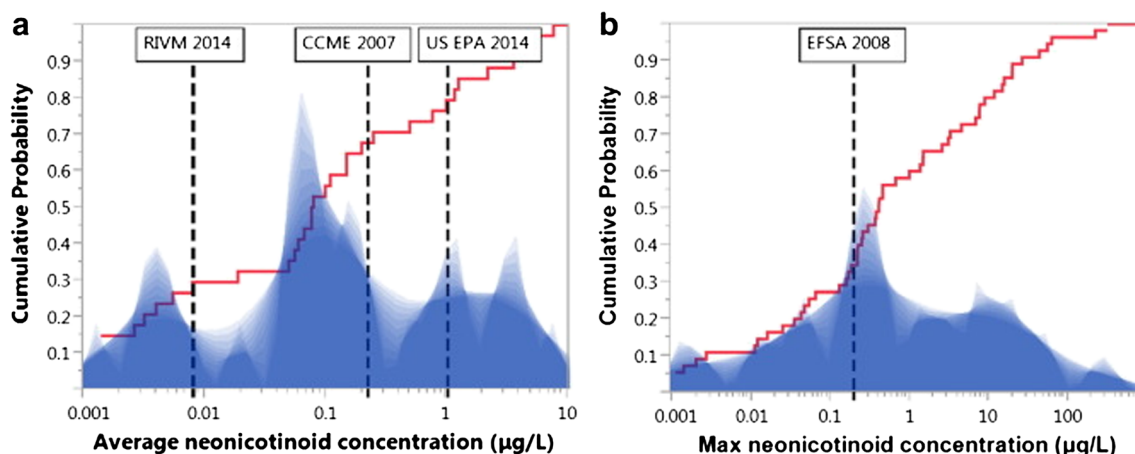 a
RIVM 2014
CCME 2007
US EPA 2014
Cumulative Probability
0.9
0.8
0.7
0.6
0.5
0.4
0.3
0.2
0.1
0.001
0.01
0.1
1
10
Average neonicotinoid concentration (µg/L)
b
EFSA 2008
Cumulative Probability
0.9
0.8
0.7
0.6
0.5
0.4
0.3
0.2
0.1
0.001
0.01
0.1
1
10
100
Max neonicotinoid concentration (µg/L)